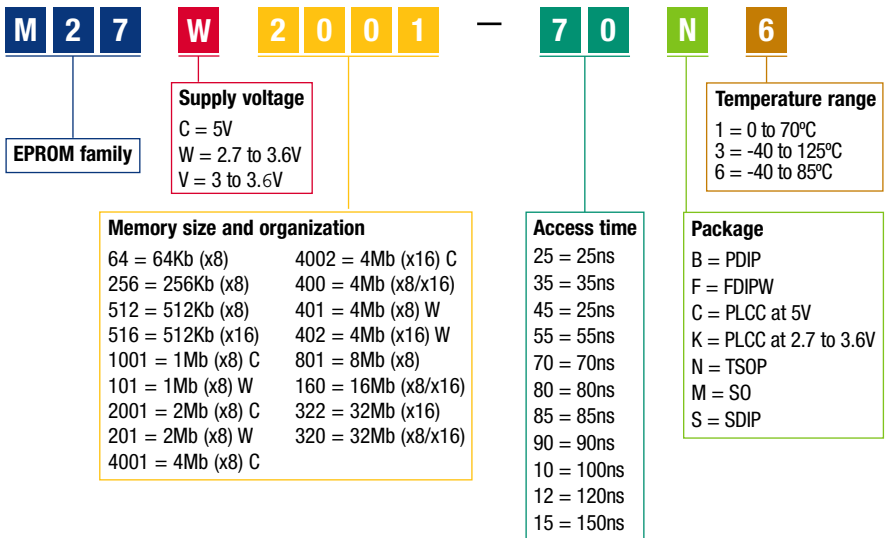 M27 W 2001 – 70 N 6
EPROM family
Supply voltage
C = 5V
W = 2.7 to 3.6V
V = 3 to 3.6V
Memory size and organization
64 = 64Kb (x8)
256 = 256Kb (x8)
512 = 512Kb (x8)
516 = 512Kb (x16)
1001 = 1Mb (x8) C
101 = 1Mb (x8) W
2001 = 2Mb (x8) C
201 = 2Mb (x8) W
4001 = 4Mb (x8) C
4002 = 4Mb (x16) C
400 = 4Mb (x8/x16)
401 = 4Mb (x8) W
402 = 4Mb (x16) W
801 = 8Mb (x8)
160 = 16Mb (x8/x16)
322 = 32Mb (x16)
320 = 32Mb (x8/x16)
Access time
25 = 25ns
35 = 35ns
45 = 25ns
55 = 55ns
70 = 70ns
80 = 80ns
85 = 85ns
90 = 90ns
10 = 100ns
12 = 120ns
15 = 150ns
Package
B = PDIP
F = FDIPW
C = PLCC at 5V
K = PLCC at 2.7 to 3.6V
N = TSOP
M = SO
S = SDIP
Temperature range
1 = 0 to 70ºC
3 = -40 to 125ºC
6 = -40 to 85ºC